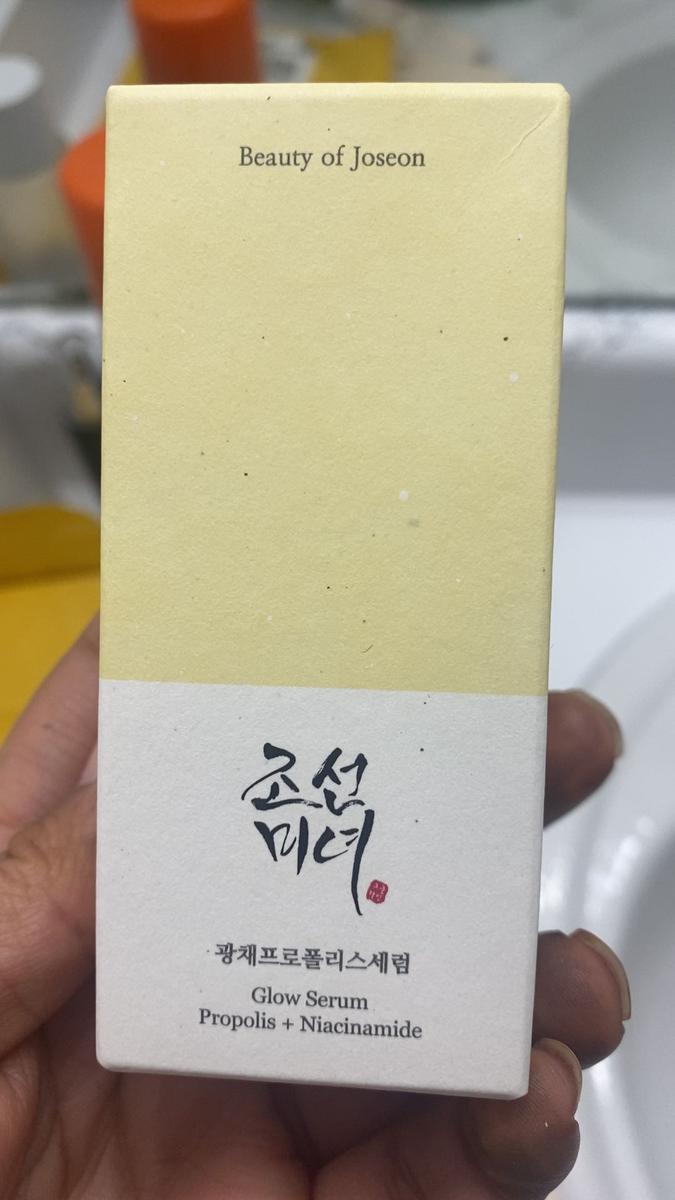 Beauty of Joseon
조선
미녀
광채프로폴리스세럼
Glow Serum
Propolis + Niacinamide